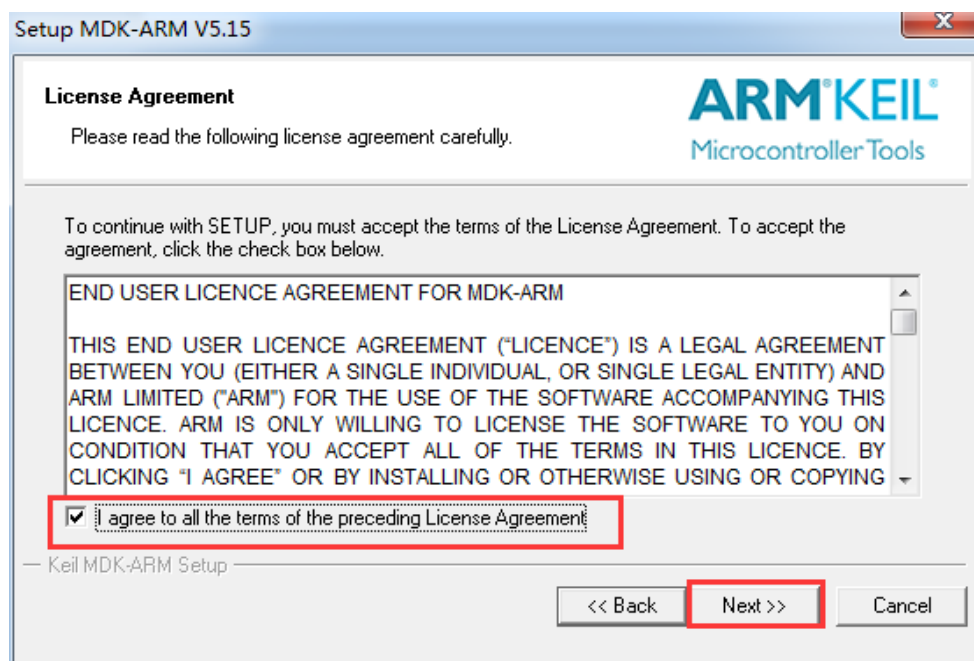 Setup MDK-ARM V5.15
License Agreement
Please read the following license agreement carefully.
ARM®KEIL®
Microcontroller Tools
To continue with SETUP, you must accept the terms of the License Agreement. To accept the
agreement, click the check box below.
END USER LICENCE AGREEMENT FOR MDK-ARM
THIS END USER LICENCE AGREEMENT (“LICENCE”) IS A LEGAL AGREEMENT
BETWEEN YOU (EITHER A SINGLE INDIVIDUAL, OR SINGLE LEGAL ENTITY) AND
ARM LIMITED ("ARM") FOR THE USE OF THE SOFTWARE ACCOMPANYING THIS
LICENCE. ARM IS ONLY WILLING TO LICENSE THE SOFTWARE TO YOU ON
CONDITION THAT YOU ACCEPT ALL OF THE TERMS IN THIS LICENCE. BY
CLICKING “I AGREE” OR BY INSTALLING OR OTHERWISE USING OR COPYING
I agree to all the terms of the preceding License Agreement
Keil MDK-ARM Setup
<< Back
Next >>
Cancel